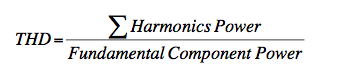 THD = ∑ Harmonics Power
Fundamental Component Power